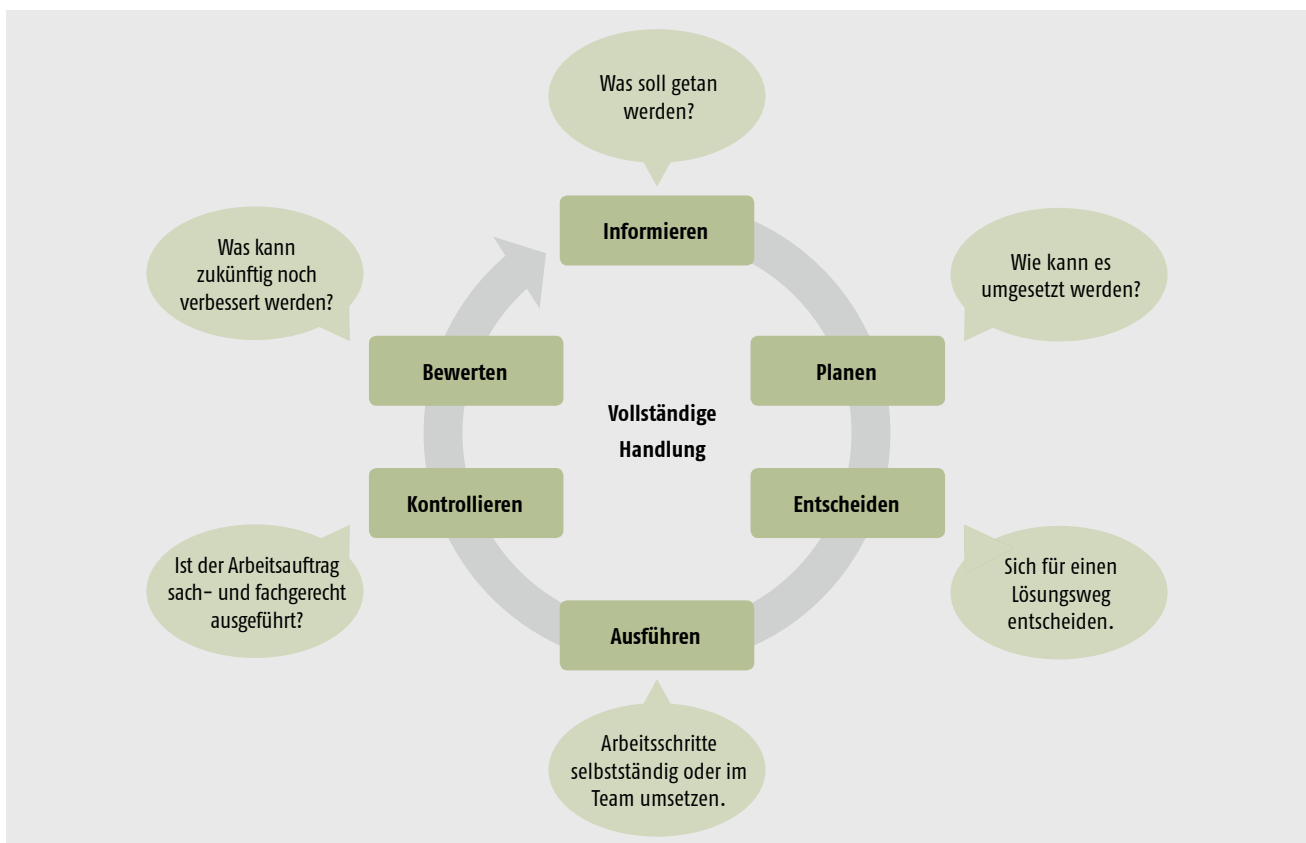 Was soll getan
werden?
Informieren
Wie kann es
umgesetzt werden?
Planen
Entscheiden
Sich für einen
Lösungsweg
entscheiden.
Ausführen
Arbeitsschritte
selbstständig oder im
Team umsetzen.
Kontrollieren
Ist der Arbeitsauftrag
sach- und fachgerecht
ausgeführt?
Bewerten
Was kann
zukünftig noch
verbessert werden?
Vollständige
Handlung